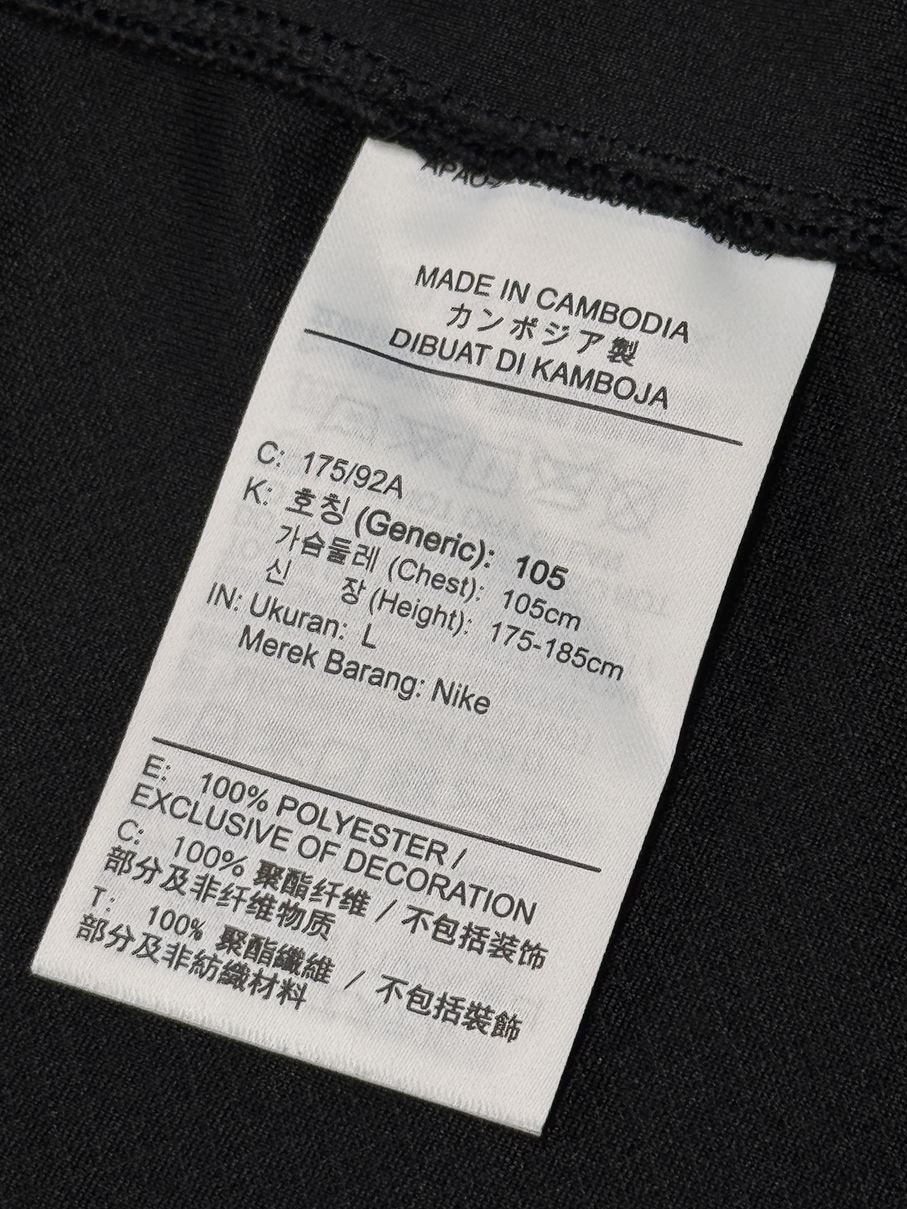 MADE IN CAMBODIA
カンボジア製
DIBUAT DI KAMBOJA
C: 175/92A
K: 호칭 (Generic): 105
가슴둘레 (Chest): 105cm
신 장 (Height): 175-185cm
IN: Ukuran: L
Merek Barang: Nike
E: 100% POLYESTER /
EXCLUSIVE OF DECORATION
C: 100% 聚酯纤维 / 不包括装饰
部分及非纤维物质
T: 100% 聚酯纖維 / 不包括裝飾
部分及非紡織材料